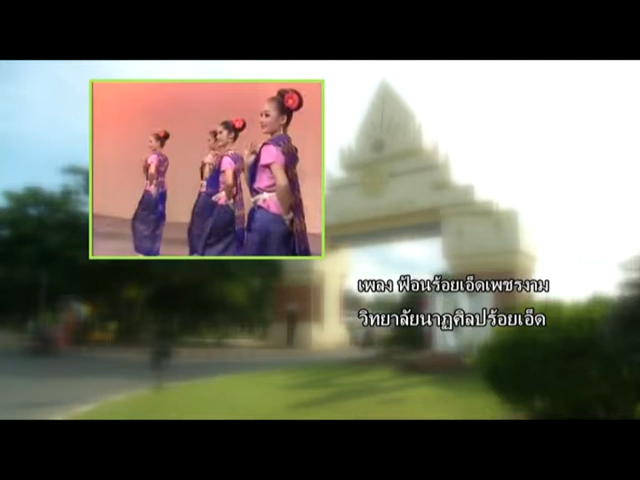 เพลง ฟ้อนร้อยเอ็ดเพชรงาม
วิทยาลัยนาฏศิลปร้อยเอ็ด